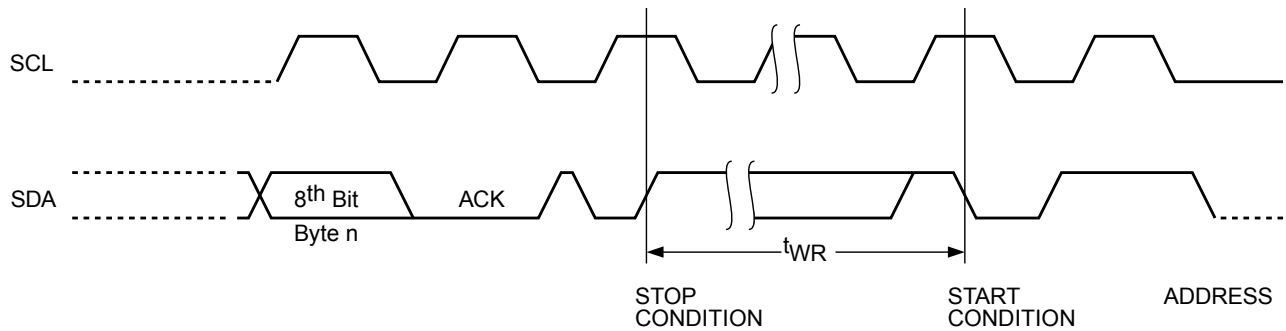 SCL
SDA
8th Bit
Byte n
ACK
tWR
STOP
CONDITION
START
CONDITION
ADDRESS